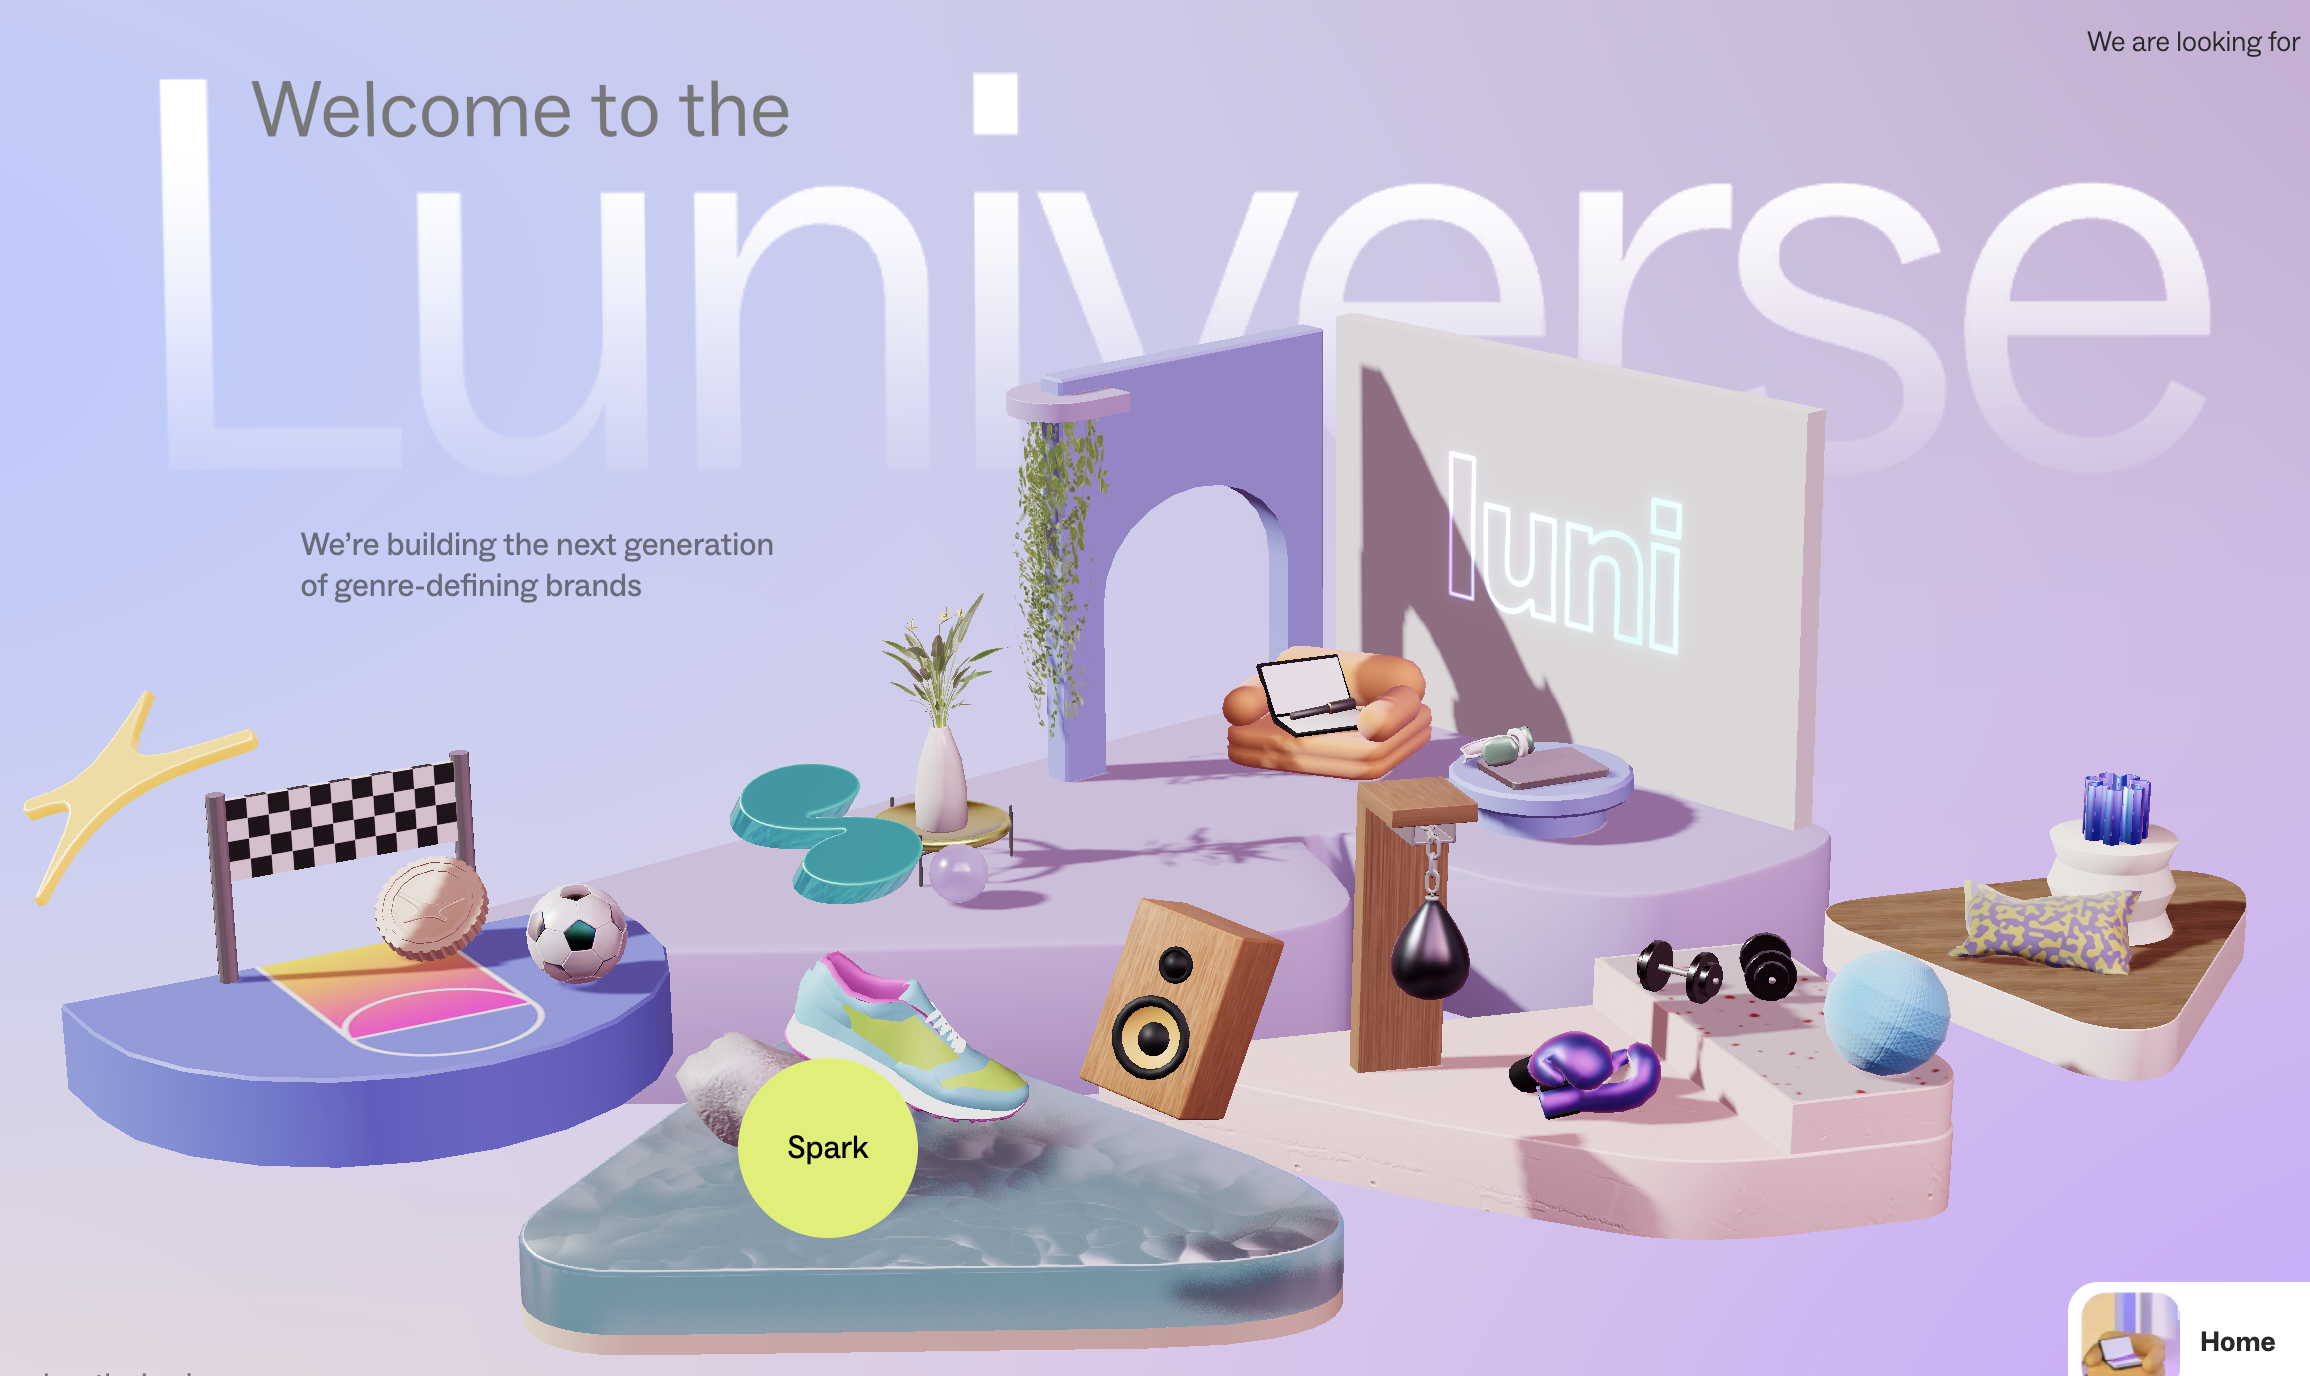 We are looking for
Welcome to the
Luniverse
We're building the next generation
of genre-defining brands
luni
Spark
Home